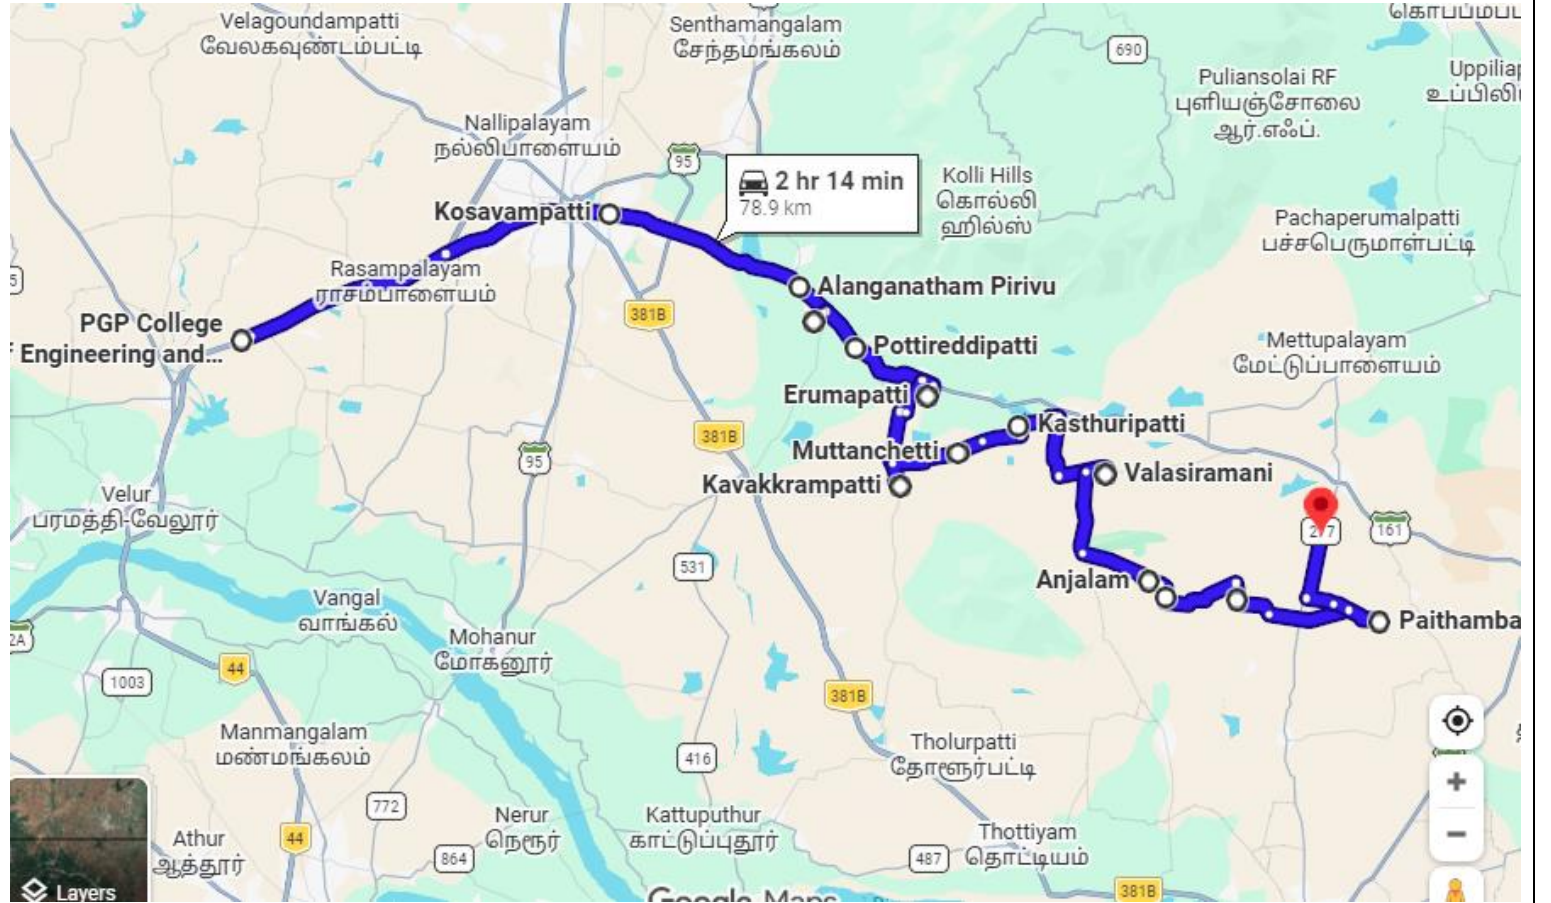 Velagoundampatti
வேலகவுண்டம்பட்டி
Senthamangalam
சேந்தமங்கலம்
690
Puliansolai RF
புளியஞ்சோலை
ஆர்.எஃப்.
Nallipalayam
நல்லிபாளையம்
95
2 hr 14 min
78.9 km
Kolli Hills
கொல்லி
ஹில்ஸ்
Pachaperumalpatti
பச்சபெருமாள்பட்டி
Kosavampatti
Rasampalayam
ராசம்பாளையம்
5
Alanganatham Pirivu
381B
PGP College
Engineering and...
Pottireddipatti
Mettupalayam
மேட்டுப்பாளையம்
Erumapatti
Kasthuripatti
381B
Muttanchetti
95
Kavakkrampatti
Valasiramani
Velur
பரமத்தி-வேலூர்
161
531
Anjalam
Vangal
வாங்கல்
Paithamba
2A
Mohanur
மோகனூர்
44
1003
381B
Manmangalam
மண்மங்கலம்
416
Tholurpatti
தோளூர்பட்டி
772
Nerur
நெரூர்
Kattuputhur
காட்டுப்புதூர்
Athur
ஆத்தூர்
44
864
487
Thottiyam
தொட்டியம்
Layers
Google Maps
381B